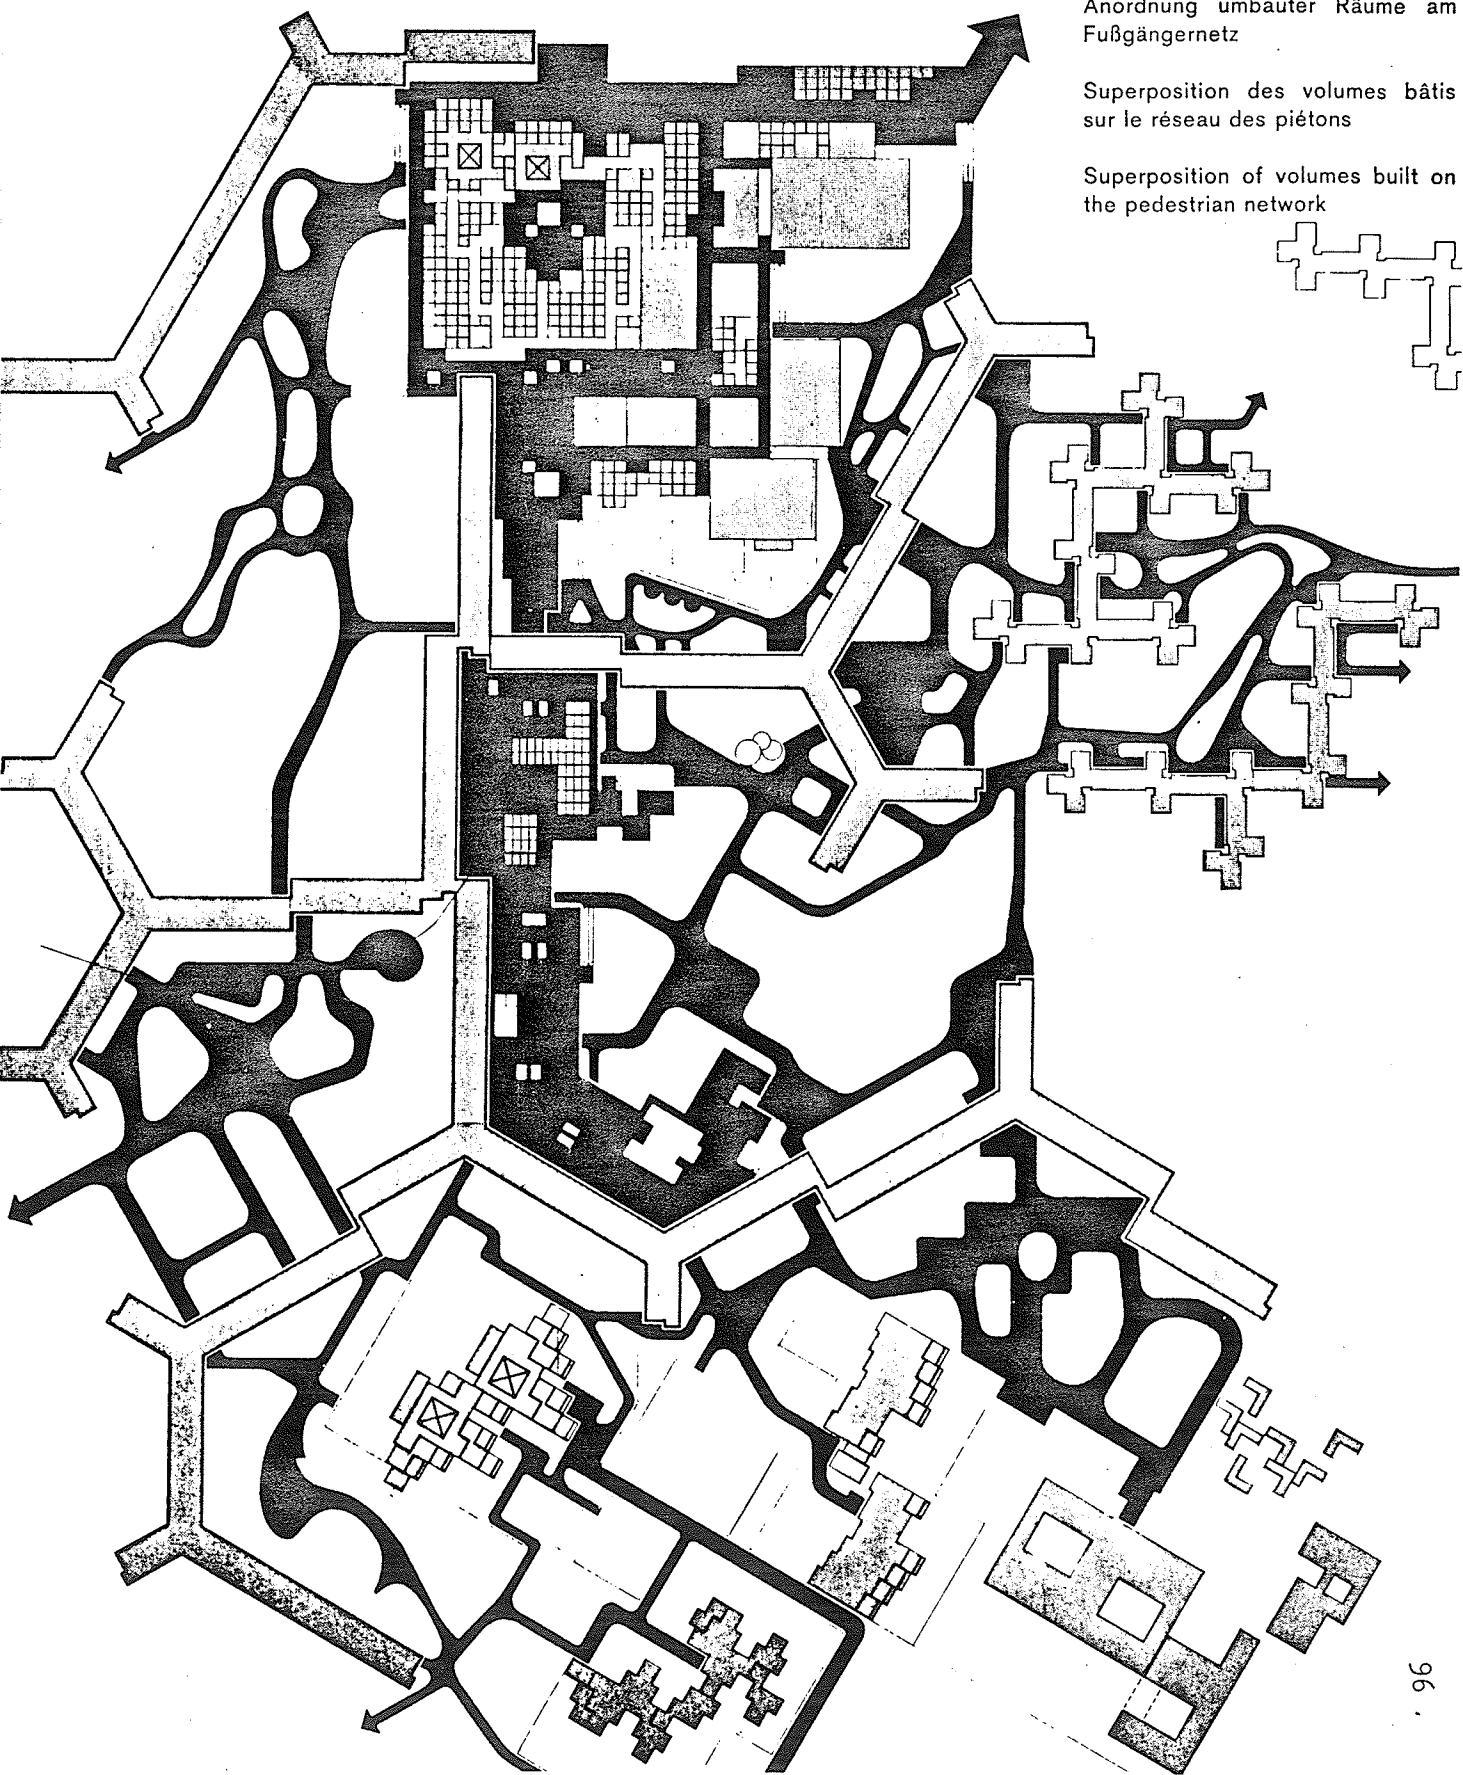 Anordnung umbauter Räume am
Fußgängernetz
Superposition des volumes bâtis
sur le réseau des piétons
Superposition of volumes built on
the pedestrian network
96